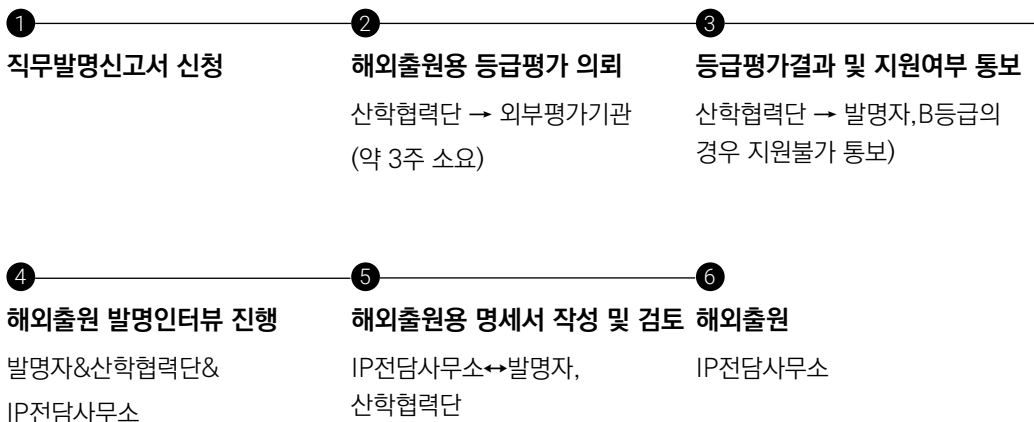 1
직무발명신고서 신청
2
해외출원용 등급평가 의뢰
산학협력단 → 외부평가기관
(약 3주 소요)
3
등급평가결과 및 지원여부 통보
산학협력단 → 발명자,B등급의
경우 지원불가 통보)
4
해외출원 발명인터뷰 진행
발명자&산학협력단&
IP전담사무소
5
해외출원용 명세서 작성 및 검토
IP전담사무소↔발명자,
산학협력단
6
해외출원
IP전담사무소